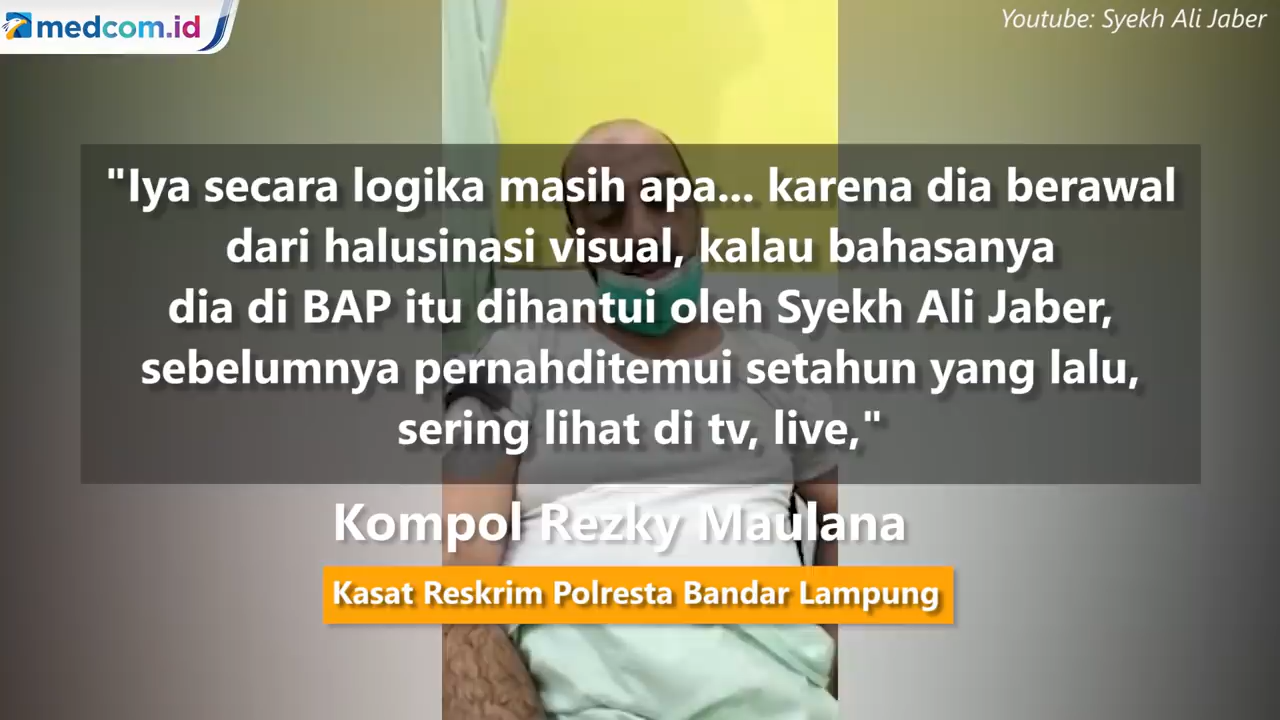 medcom.id
Youtube: Syekh Ali Jaber
"Iya secara logika masih apa... karena dia berawal
dari halusinasi visual, kalau bahasanya
dia di BAP itu dihantui oleh Syekh Ali Jaber,
sebelumnya pernahditemui setahun yang lalu,
sering lihat di tv, live,"
Kompol Rezky Maulana
Kasat Reskrim Polresta Bandar Lampung